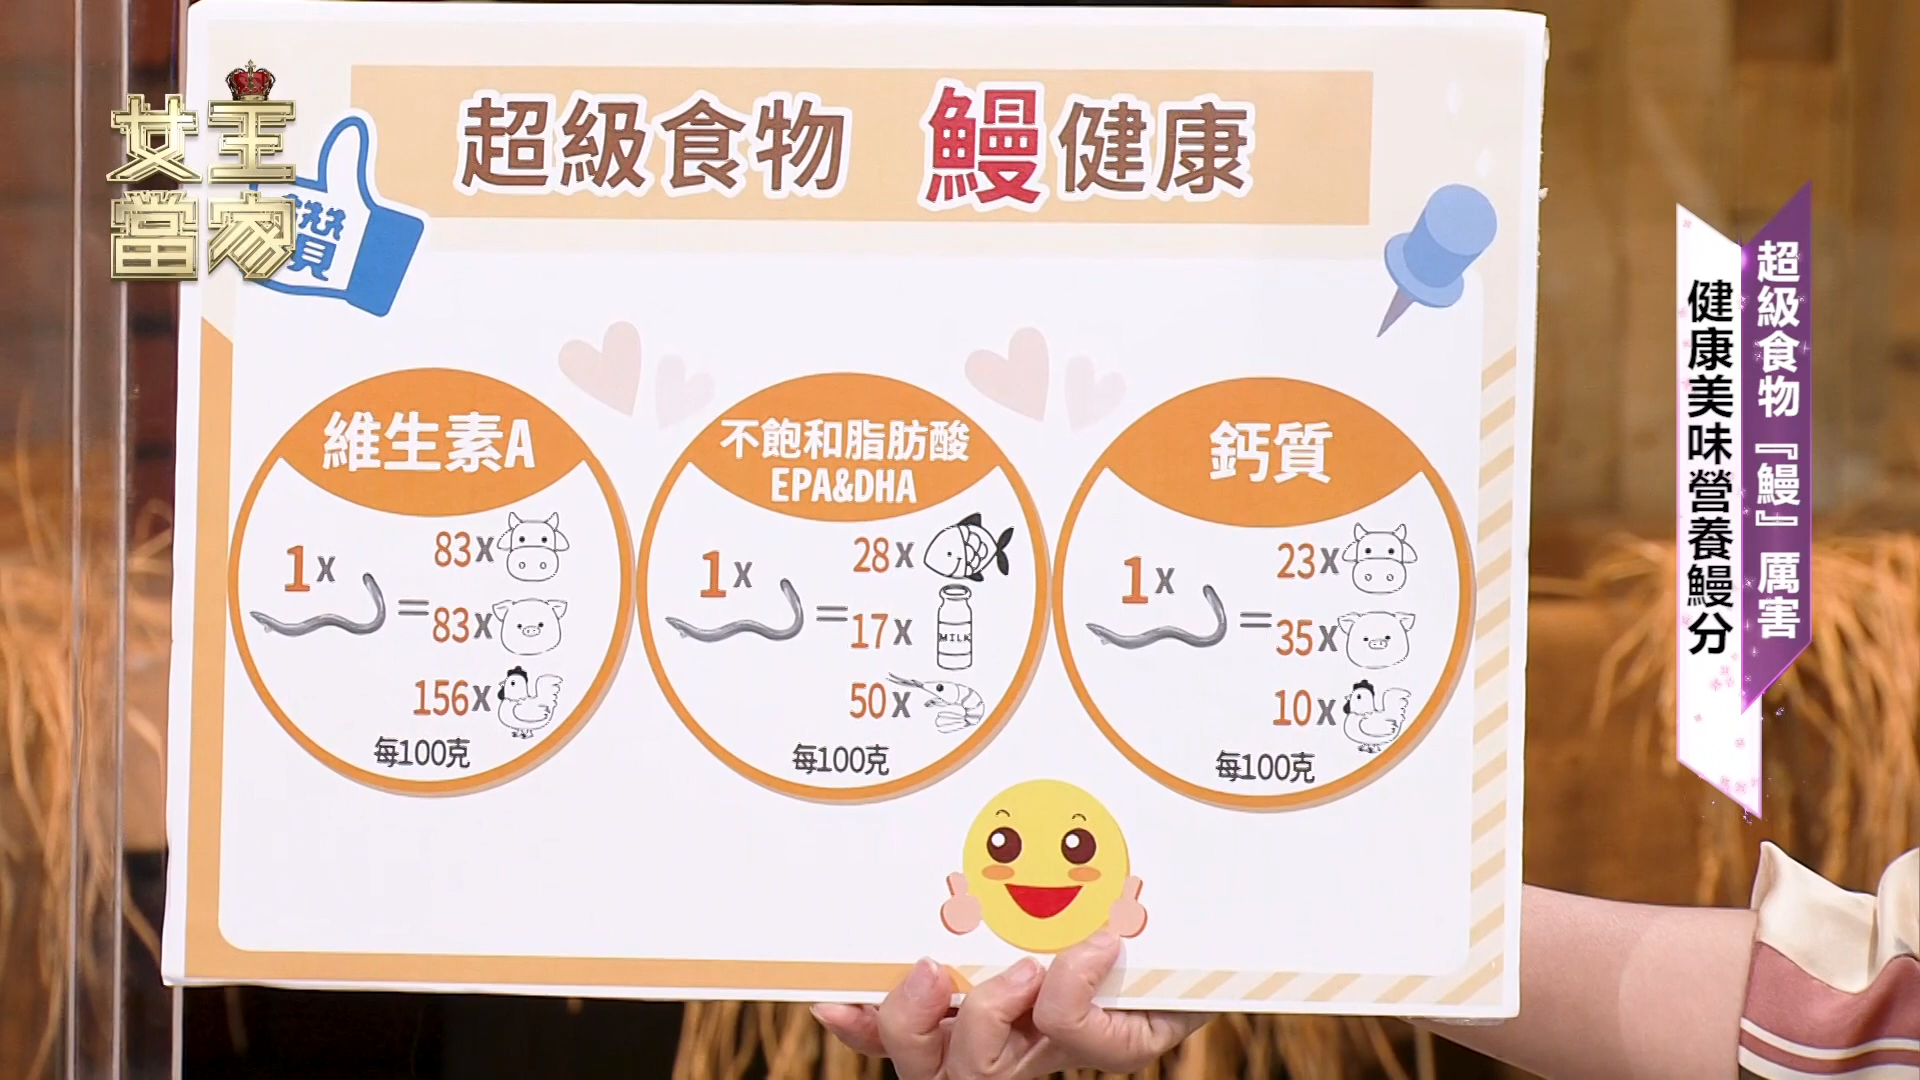 女王
當家
讚
超級食物 鰻健康
維生素A
1x
=
83x
83x
156x
每100克
不飽和脂肪酸
EPA&DHA
1x
=
28x
17x
MILK
50x
每100克
鈣質
1x
=
23x
35x
10x
每100克
超級食物『鰻』厲害
健康美味營養鰻分